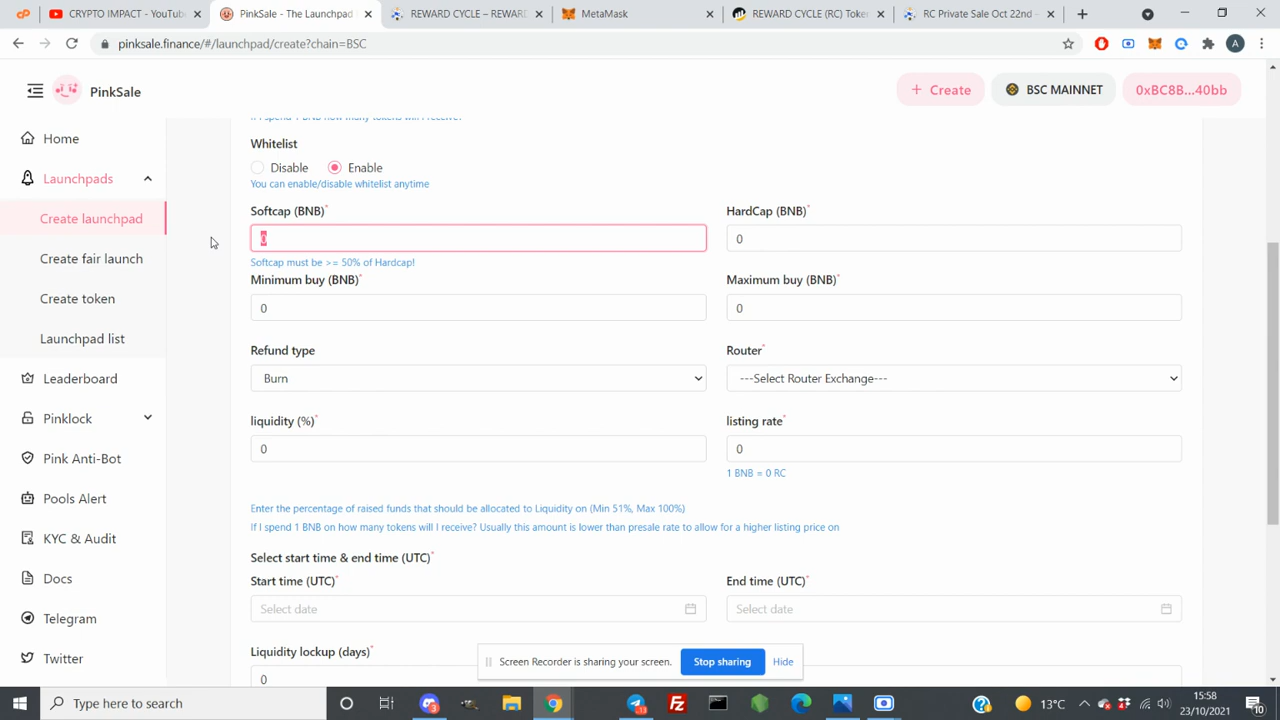 CRYPTO IMPACT - YouTube
PinkSale - The Launchpad
REWARD CYCLE – REWAR
MetaMask
REWARD CYCLE (RC) Toke
RC Private Sale Oct 22nd -
pinksale.finance/#/launchpad/create?chain=BSC
A
PinkSale
Create
BSC MAINNET
0xBC8B...40bb
Home
Launchpads
Create launchpad
Create fair launch
Create token
Launchpad list
Leaderboard
Pinklock
Pink Anti-Bot
Pools Alert
KYC & Audit
Docs
Telegram
Twitter
If I spend 1 BNB how many tokens will I receive?
Whitelist
Disable
Enable
You can enable/disable whitelist anytime
Softcap (BNB)*
HardCap (BNB)*
0
0
Softcap must be >= 50% of Hardcap!
Minimum buy (BNB)*
Maximum buy (BNB)*
0
0
Refund type
Router*
Burn
---Select Router Exchange---
liquidity (%)*
listing rate*
0
0
1 BNB = 0 RC
Enter the percentage of raised funds that should be allocated to Liquidity on (Min 51%, Max 100%)
If I spend 1 BNB on how many tokens will I receive? Usually this amount is lower than presale rate to allow for a higher listing price on
Select start time & end time (UTC)*
Start time (UTC)*
End time (UTC)*
Select date
Select date
Liquidity lockup (days)*
0
Screen Recorder is sharing your screen.
Stop sharing
Hide
Type here to search
13°C
15:58
23/10/2021